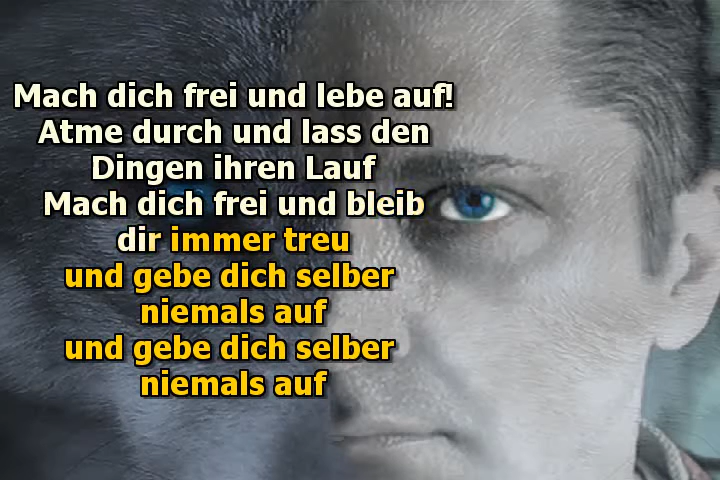 Mach dich frei und lebe auf!
Atme durch und lass den
Dingen ihren Lauf
Mach dich frei und bleib
dir immer treu
und gebe dich selber
niemals auf
und gebe dich selber
niemals auf